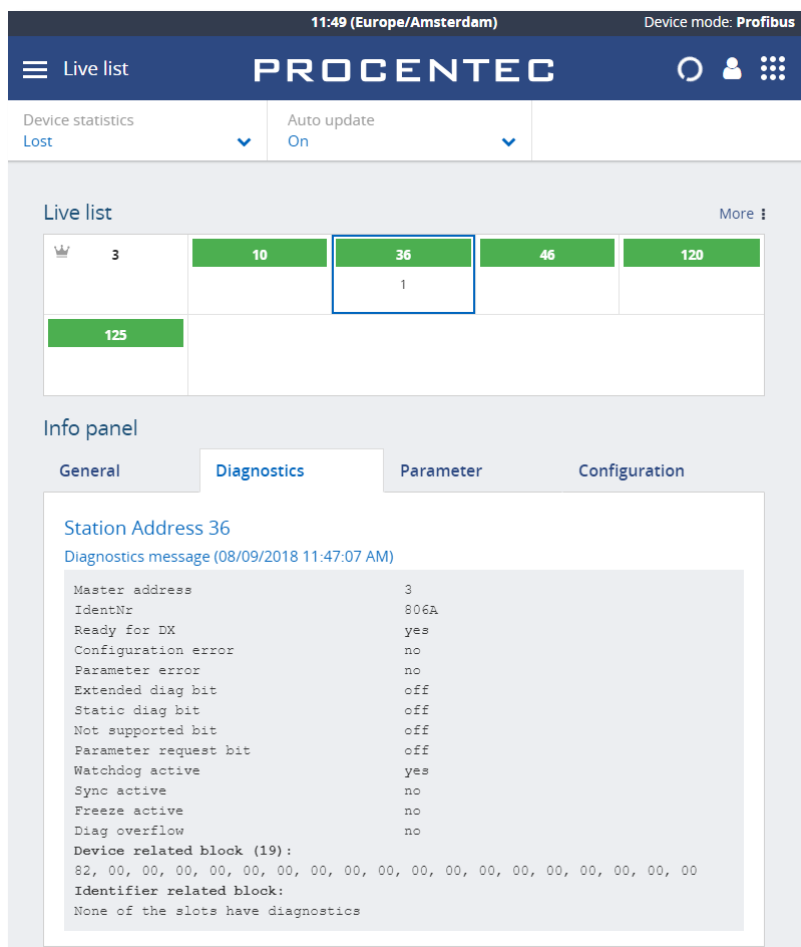 11:49 (Europe/Amsterdam) Device mode: Profibus
Live list PROCENTEC
Device statistics Auto update
Lost On
Live list More
3 10 36 46 120
1
125
Info panel
General Diagnostics Parameter Configuration
Station Address 36
Diagnostics message (08/09/2018 11:47:07 AM)
Master address 3
IdentNr 806A
Ready for DX yes
Configuration error no
Parameter error no
Extended diag bit off
Static diag bit off
Not supported bit off
Parameter request bit off
Watchdog active yes
Sync active no
Freeze active no
Diag overflow no
Device related block (19):
82, 00, 00, 00, 00, 00, 00, 00, 00, 00, 00, 00, 00, 00, 00, 00, 00, 00, 00
Identifier related block:
None of the slots have diagnostics